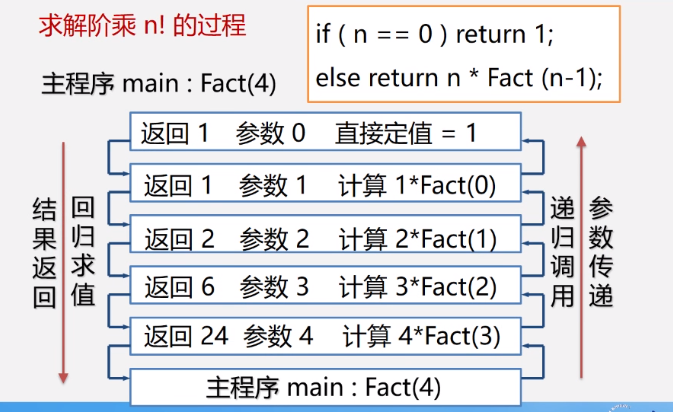 求解阶乘 n! 的过程
if ( n == 0 ) return 1;
else return n * Fact (n-1);
主程序 main : Fact(4)
返回 1 参数 0 直接定值 = 1
返回 1 参数 1 计算 1*Fact(0)
返回 2 参数 2 计算 2*Fact(1)
返回 6 参数 3 计算 3*Fact(2)
返回 24 参数 4 计算 4*Fact(3)
主程序 main : Fact(4)
结果返回
回归求值
递归调用
参数传递